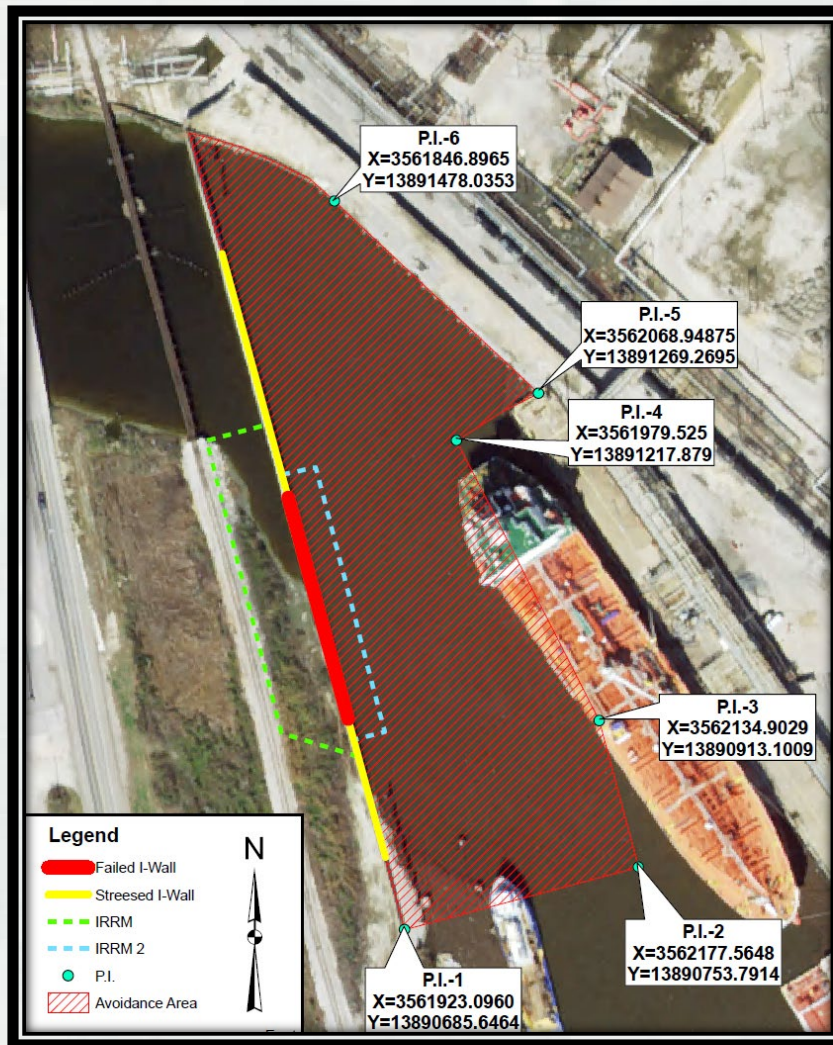 P.I.-6
X=3561846.8965
Y=13891478.0353
P.I.-5
X=3562068.94875
Y=13891269.2695
P.I.-4
X=3561979.525
Y=13891217.879
P.I.-3
X=3562134.9029
Y=13890913.1009
P.I.-2
X=3562177.5648
Y=13890753.7914
P.I.-1
X=3561923.0960
Y=13890685.6464
Legend
Failed I-Wall
Streesed I-Wall
IRRM
IRRM 2
P.I.
Avoidance Area
N